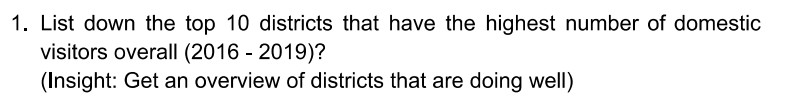 1. List down the top 10 districts that have the highest number of domestic
visitors overall (2016 - 2019)?
(Insight: Get an overview of districts that are doing well)